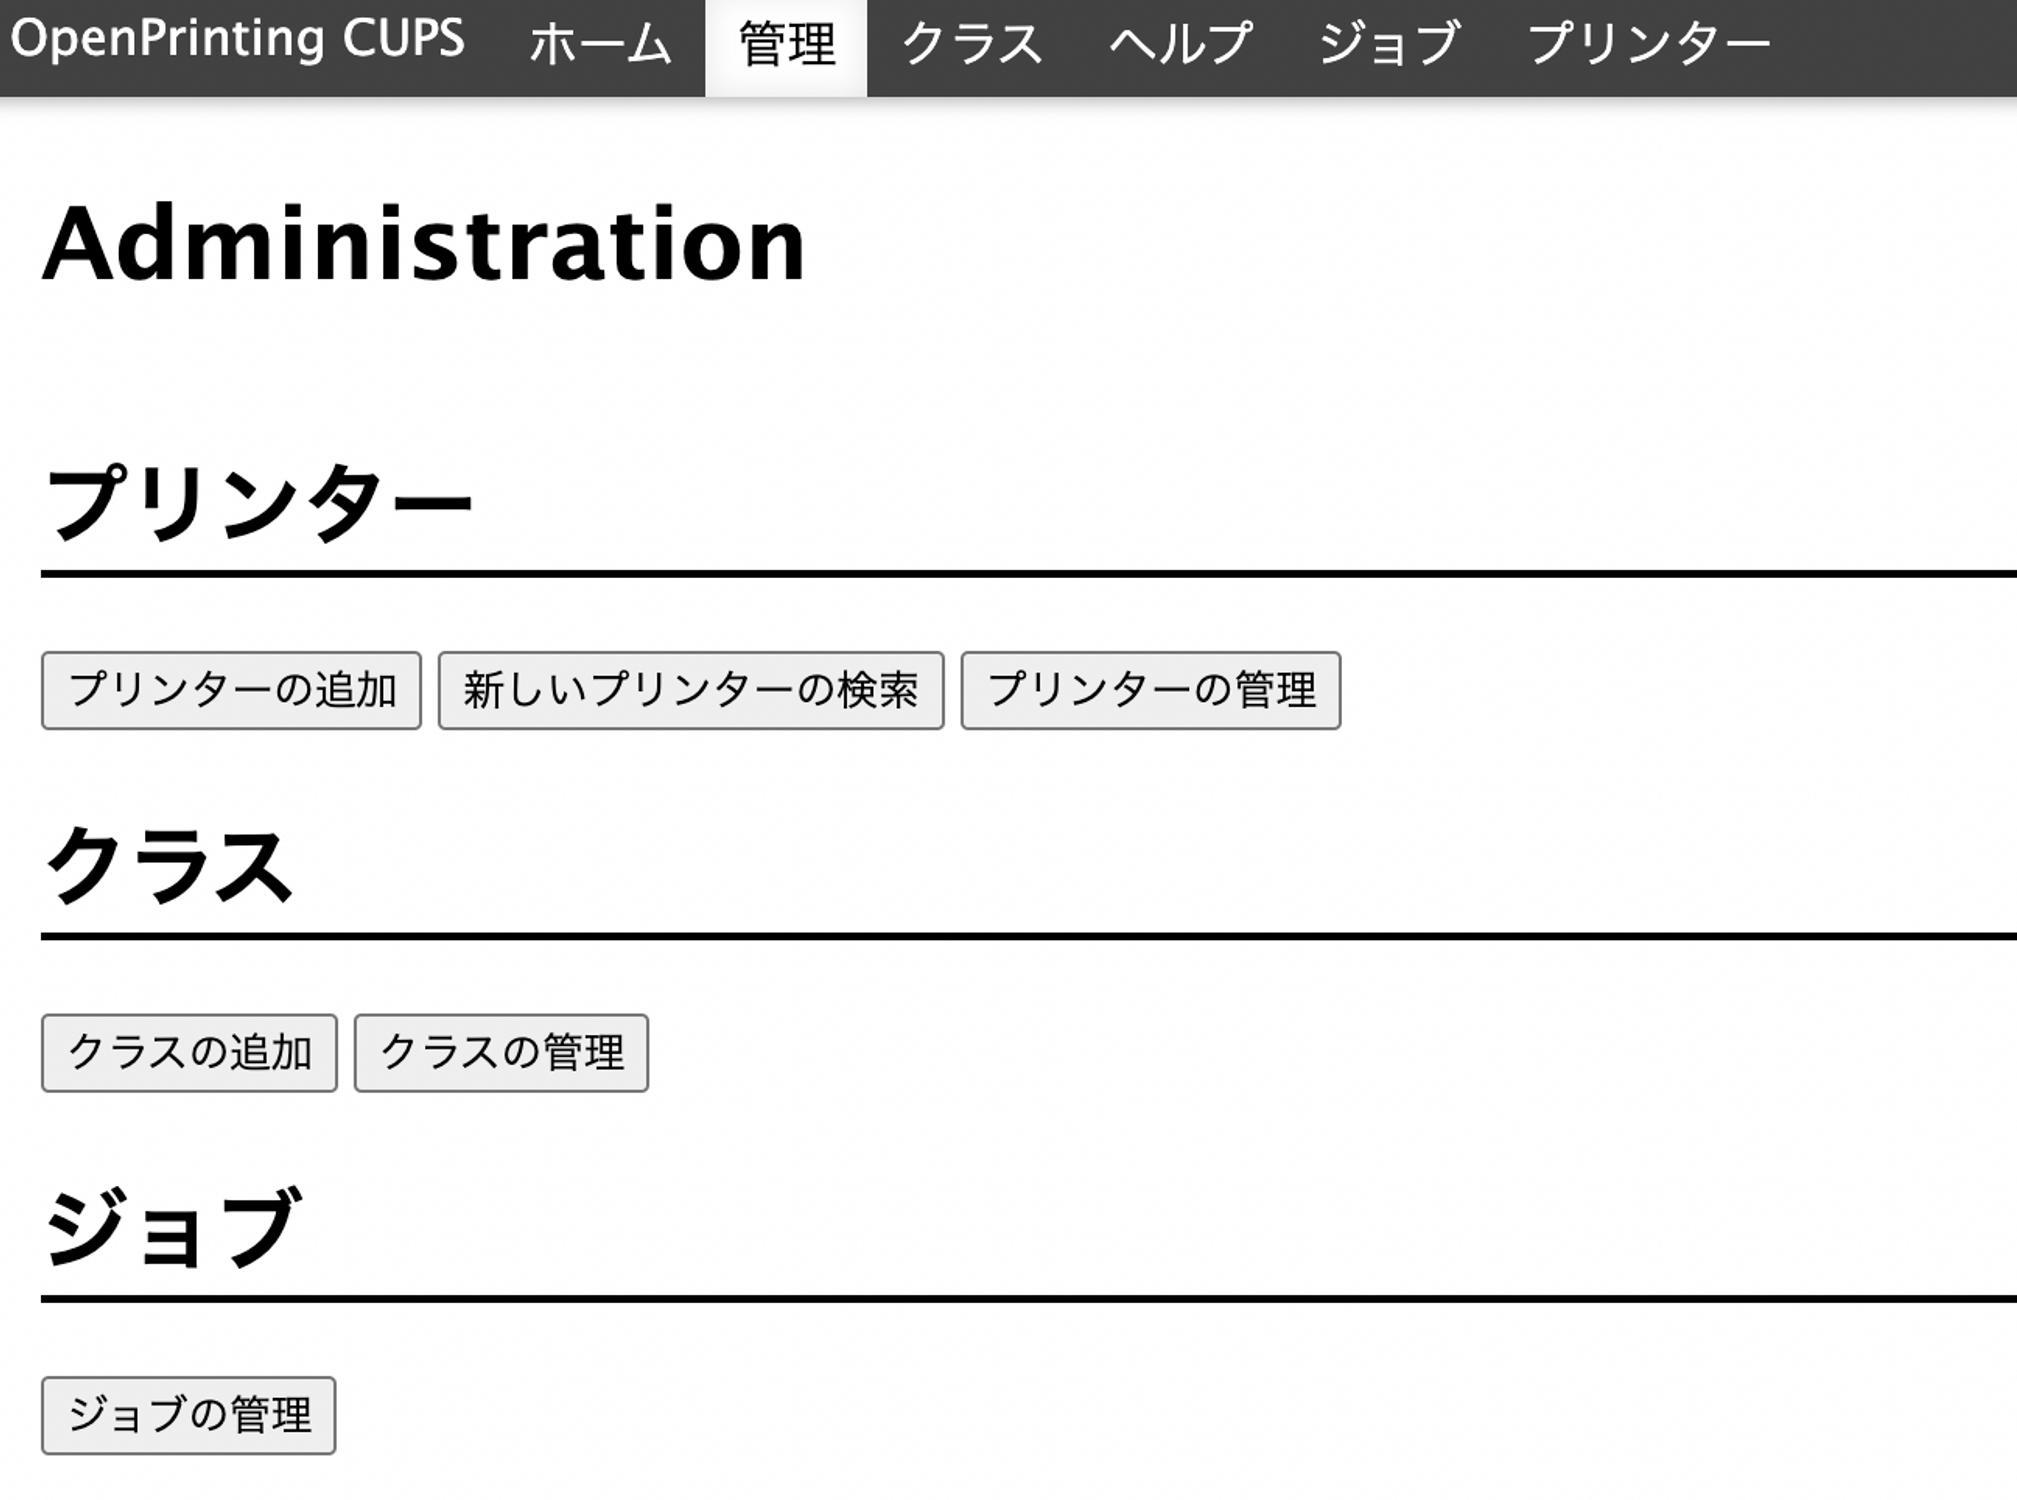 OpenPrinting CUPS ホーム 管理 クラス ヘルプ ジョブ プリンター
Administration
プリンター
プリンターの追加 新しいプリンターの検索 プリンターの管理
クラス
クラスの追加 クラスの管理
ジョブ
ジョブの管理